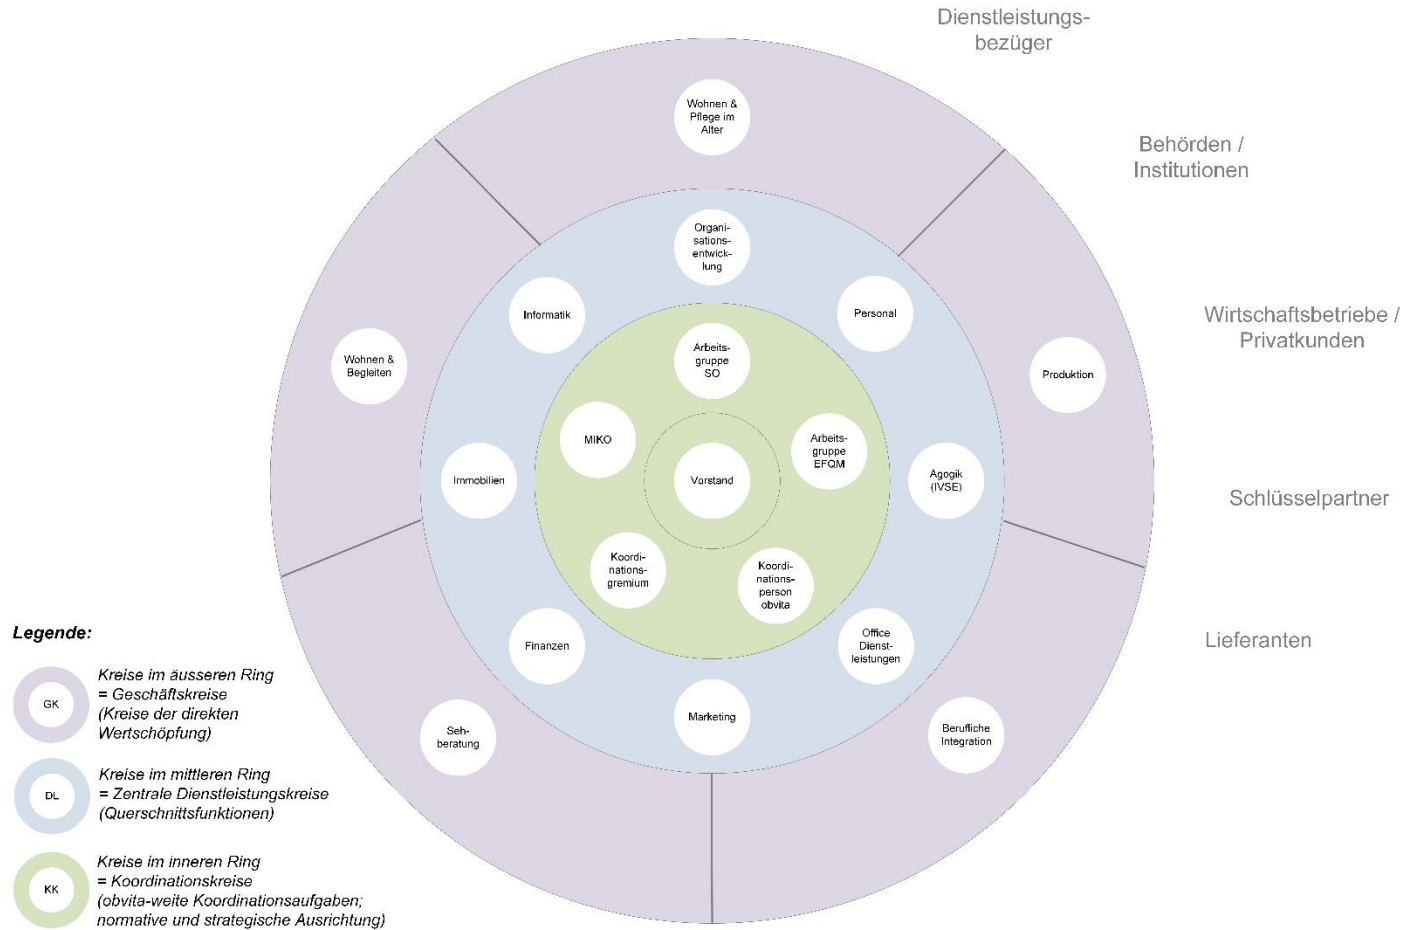 Dienstleistungs-
bezüger
Behörden /
Institutionen
Wirtschaftsbetriebe /
Privatkunden
Schlüsselpartner
Lieferanten
Wohnen &
Pflege im
Alter
Wohnen &
Begleiten
Produktion
Seh-
beratung
Berufliche
Integration
Organi-
sations-
entwick-
lung
Informatik
Personal
Immobilien
Agogik
(IVSE)
Finanzen
Office
Dienst-
leistungen
Marketing
Arbeits-
gruppe
SO
MIKO
Arbeits-
gruppe
EFQM
Vorstand
Koordi-
nations-
gremium
Koordi-
nations-
person
obvita
Legende:
GK
Kreise im äusseren Ring
= Geschäftskreise
(Kreise der direkten
Wertschöpfung)
DL
Kreise im mittleren Ring
= Zentrale Dienstleistungskreise
(Querschnittsfunktionen)
KK
Kreise im inneren Ring
= Koordinationskreise
(obvita-weite Koordinationsaufgaben;
normative und strategische Ausrichtung)